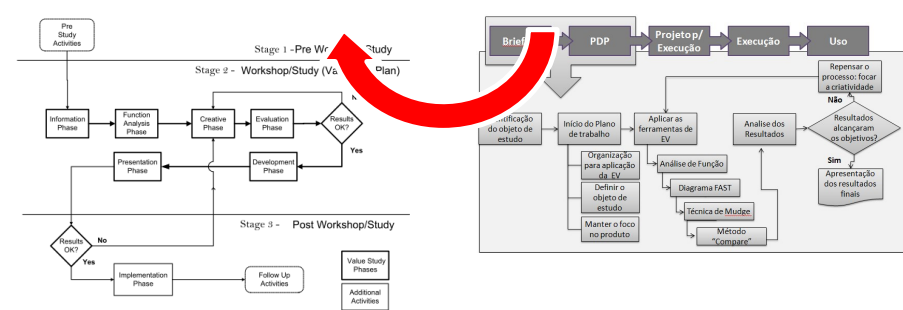 Pre
Study
Activities
Stage 1 -Pre Wo
Study
Stage 2 - Workshop/Study (Va
Plan)
Information
Phase
Function
Analysis
Phase
Creative
Phase
Evaluation
Phase
Results
OK?
Yes
Presentation
Phase
Development
Phase
Stage 3 - Post Workshop/Study
Results
OK?
No
Yes
Implementation
Phase
Follow Up
Activities
Value Study
Phases
Additional
Activities
Brief
PDP
Projeto p/
Execução
Execução
Uso
Repensar o
processo: focar
a criatividade
Não
Resultados
alcançaram
os objetivos?
Sim
Apresentação
dos resultados
finais
do objeto de
estudo
Início do Plano
de trabalho
Aplicar as
ferramentas de
EV
Analise dos
Resultados
Organização
para aplicação
da EV
Definir o
objeto de
estudo
Manter o foco
no produto
Análise de Função
Diagrama FAST
Técnica de Mudge
Método
"Compare"